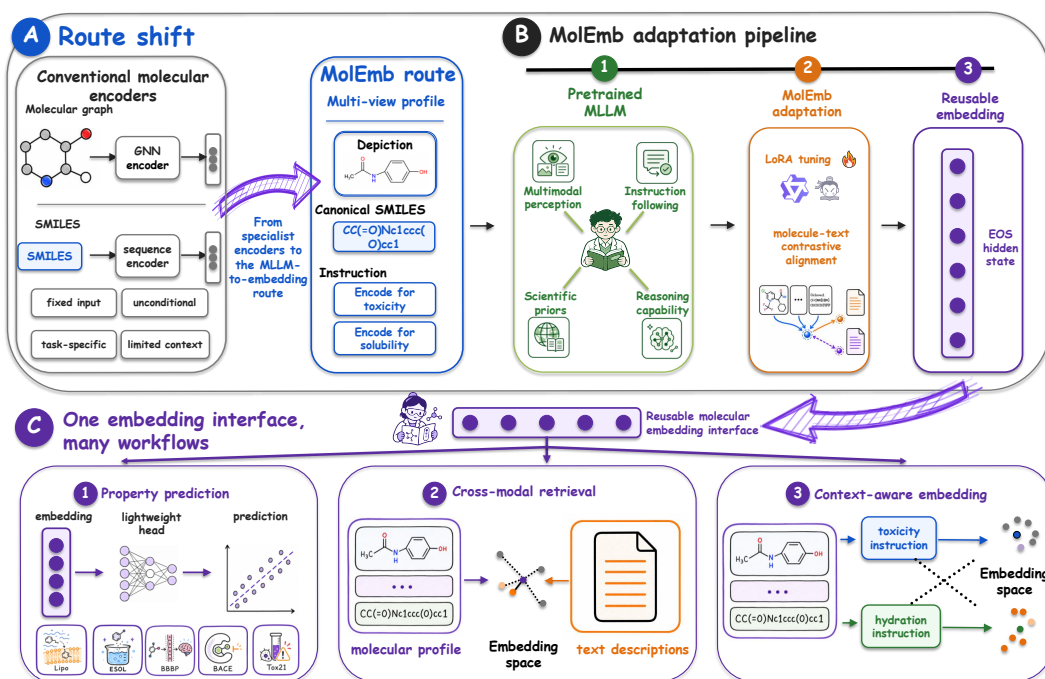 A Route shift
Conventional molecular
encoders
Molecular graph
GNN
encoder
SMILES
SMILES
sequence
encoder
fixed input
unconditional
task-specific
limited context
From
specialist
encoders to
the MLLM-
to-embedding
route
MolEmb route
Multi-view profile
Depiction
O
H₃C
N
H
OH
Canonical SMILES
CC(=O)Nc1ccc(
O)cc1
Instruction
Encode for
toxicity
Encode for
solubility
B MolEmb adaptation pipeline
1
Pretrained
MLLM
Multimodal
perception
Instruction
following
Scientific
priors
Reasoning
capability
2
MolEmb
adaptation
LoRA tuning
molecule-text
contrastive
alignment
...
3
Reusable
embedding
EOS
hidden
state
C One embedding interface,
many workflows
Reusable molecular
embedding interface
1 Property prediction
embedding
lightweight
head
prediction
Lipo
ESOL
BBBP
BACE
Tox21
2 Cross-modal retrieval
O
H₃C
N
H
OH
...
CC(=O)Nc1ccc(O)cc1
molecular profile
Embedding
space
text descriptions
3 Context-aware embedding
O
H₃C
N
H
OH
...
CC(=O)Nc1ccc(O)cc1
toxicity
instruction
hydration
instruction
Embedding
space